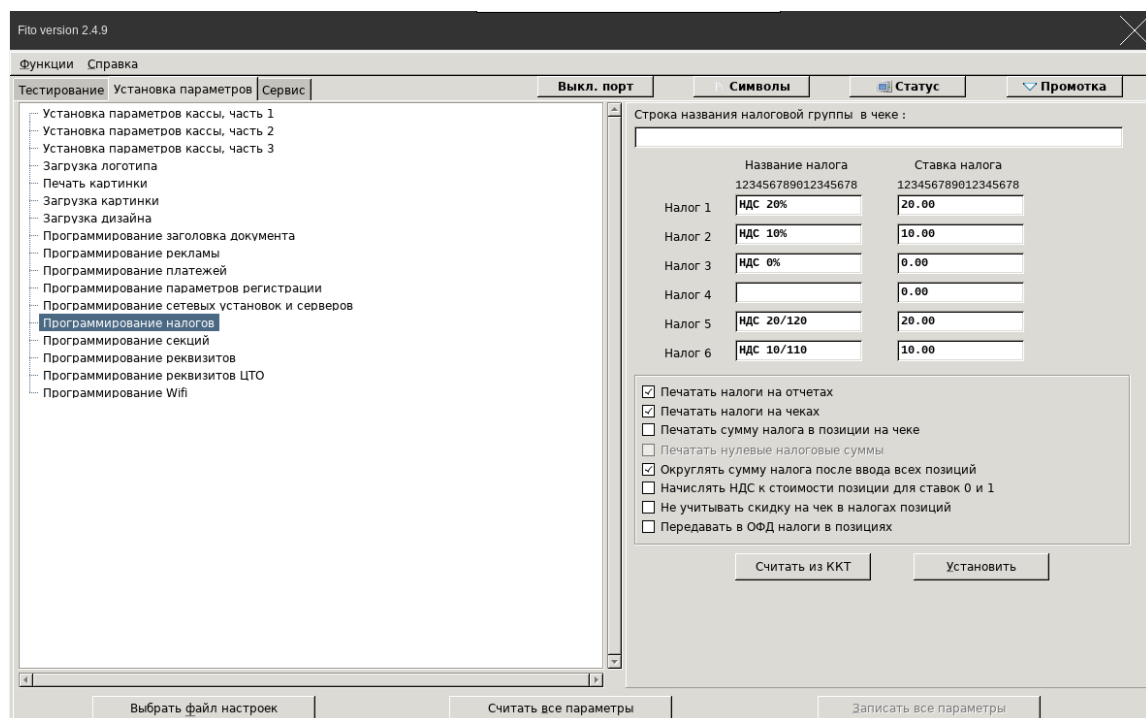 Fito version 2.4.9
Функции Справка
Тестирование Установка параметров Сервис
Выкл. порт Символы Статус Промотка
Установка параметров кассы, часть 1
Установка параметров кассы, часть 2
Установка параметров кассы, часть 3
Загрузка логотипа
Печать картинки
Загрузка картинки
Загрузка дизайна
Программирование заголовка документа
Программирование рекламы
Программирование платежей
Программирование параметров регистрации
Программирование сетевых установок и серверов
Программирование налогов
Программирование секций
Программирование реквизитов
Программирование реквизитов ЦТО
Программирование Wifi
Строка названия налоговой группы в чеке :
Название налога Ставка налога
123456789012345678 123456789012345678
Налог 1 НДС 20% 20.00
Налог 2 НДС 10% 10.00
Налог 3 НДС 0% 0.00
Налог 4 0.00
Налог 5 НДС 20/120 20.00
Налог 6 НДС 10/110 10.00
Печатать налоги на отчетах
Печатать налоги на чеках
Печатать сумму налога в позиции на чеке
Печатать нулевые налоговые суммы
Округлять сумму налога после ввода всех позиций
Начислять НДС к стоимости позиции для ставок 0 и 1
Не учитывать скидку на чек в налогах позиций
Передавать в ОФД налоги в позициях
Считать из ККТ Установить
Выбрать файл настроек Считать все параметры Записать все параметры